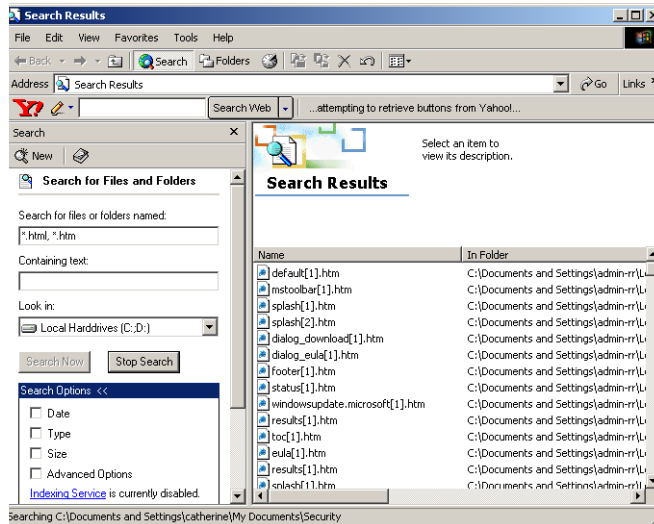 Search Results
File Edit View Favorites Tools Help
Back Search Folders
Address Search Results Go Links
Y! Search Web ...attempting to retrieve buttons from Yahoo!...
Search
New
Search for Files and Folders
Search for files or folders named:
*.html, *.htm
Containing text:
Look in:
Local Harddrives (C:;D:)
Search Now Stop Search
Search Options <<
Date
Type
Size
Advanced Options
Indexing Service is currently disabled.
Select an item to
view its description.
Search Results
Name In Folder
default[1].htm C:\Documents and Settings\admin-rr\L
mstoolbar[1].htm C:\Documents and Settings\admin-rr\L
splash[1].htm C:\Documents and Settings\admin-rr\L
splash[2].htm C:\Documents and Settings\admin-rr\L
dialog_download[1].htm C:\Documents and Settings\admin-rr\L
dialog_eula[1].htm C:\Documents and Settings\admin-rr\L
footer[1].htm C:\Documents and Settings\admin-rr\L
status[1].htm C:\Documents and Settings\admin-rr\L
windowsupdate.microsoft[1].htm C:\Documents and Settings\admin-rr\L
results[1].htm C:\Documents and Settings\admin-rr\L
toc[1].htm C:\Documents and Settings\admin-rr\L
eula[1].htm C:\Documents and Settings\admin-rr\L
results[1].htm C:\Documents and Settings\admin-rr\L
splash[1].htm C:\Documents and Settings\admin-rr\L
Searching C:\Documents and Settings\catherine\My Documents\Security